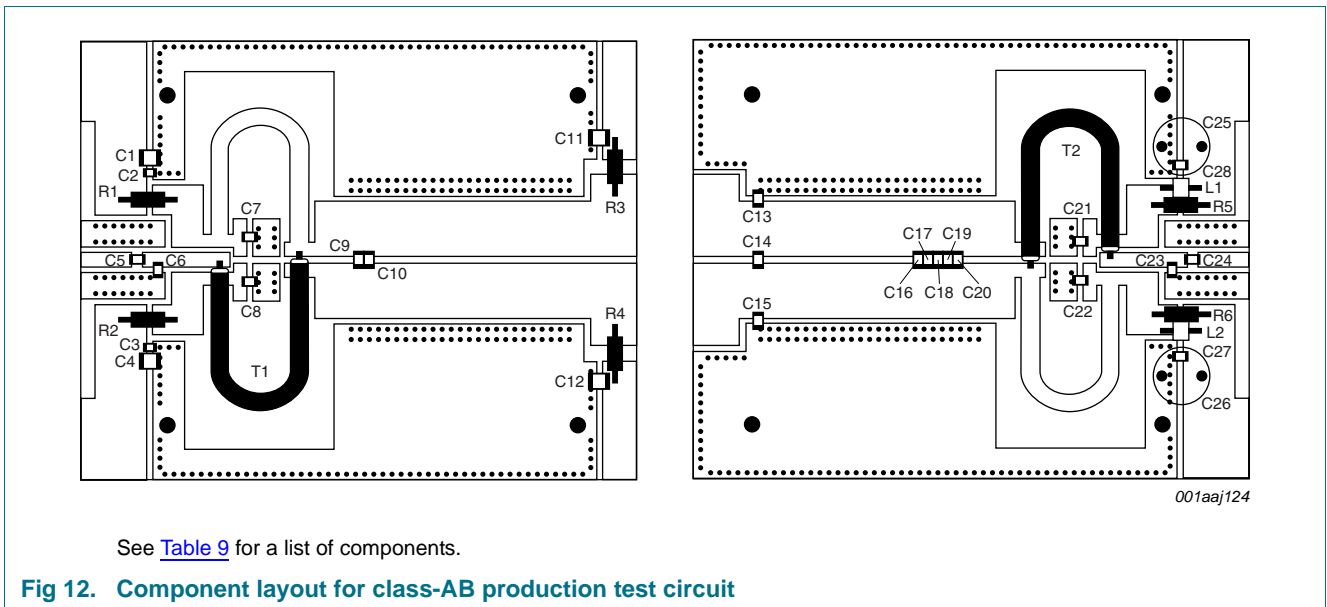 C1
C2
R1
C5
C6
R2
C3
C4
C7
C8
T1
C9
C10
C11
R3
R4
C12
C13
C14
C15
C17
C19
C16
C18
C20
T2
C21
C22
C23
C24
C25
C28
L1
R5
R6
L2
C27
C26
001aaj124
See Table 9 for a list of components.
Fig 12. Component layout for class-AB production test circuit